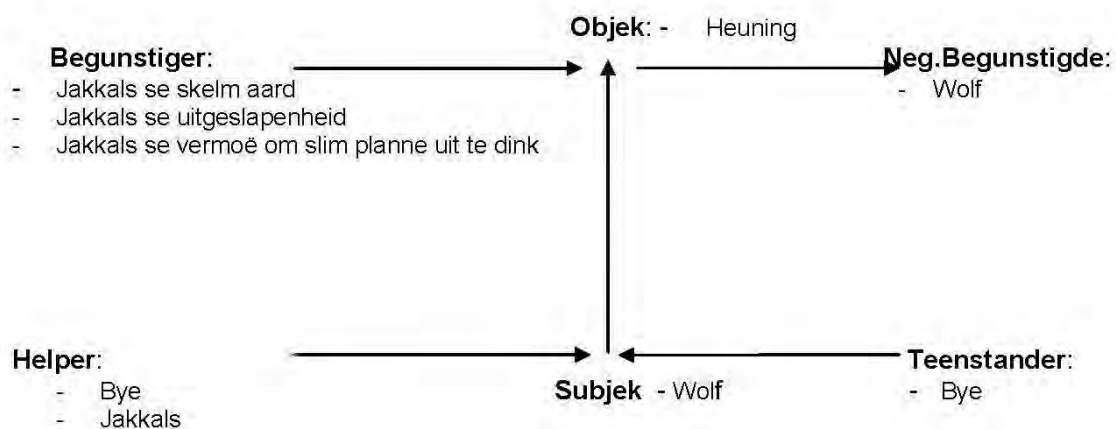 Objek: - Heuning
Begunstiger:
- Jakkals se skelm aard
- Jakkals se uitgeslapenheid
- Jakkals se vermoë om slim planne uit te dink
Neg.Begunstigde:
- Wolf
Helper:
- Bye
- Jakkals
Subjek - Wolf
Teenstander:
- Bye